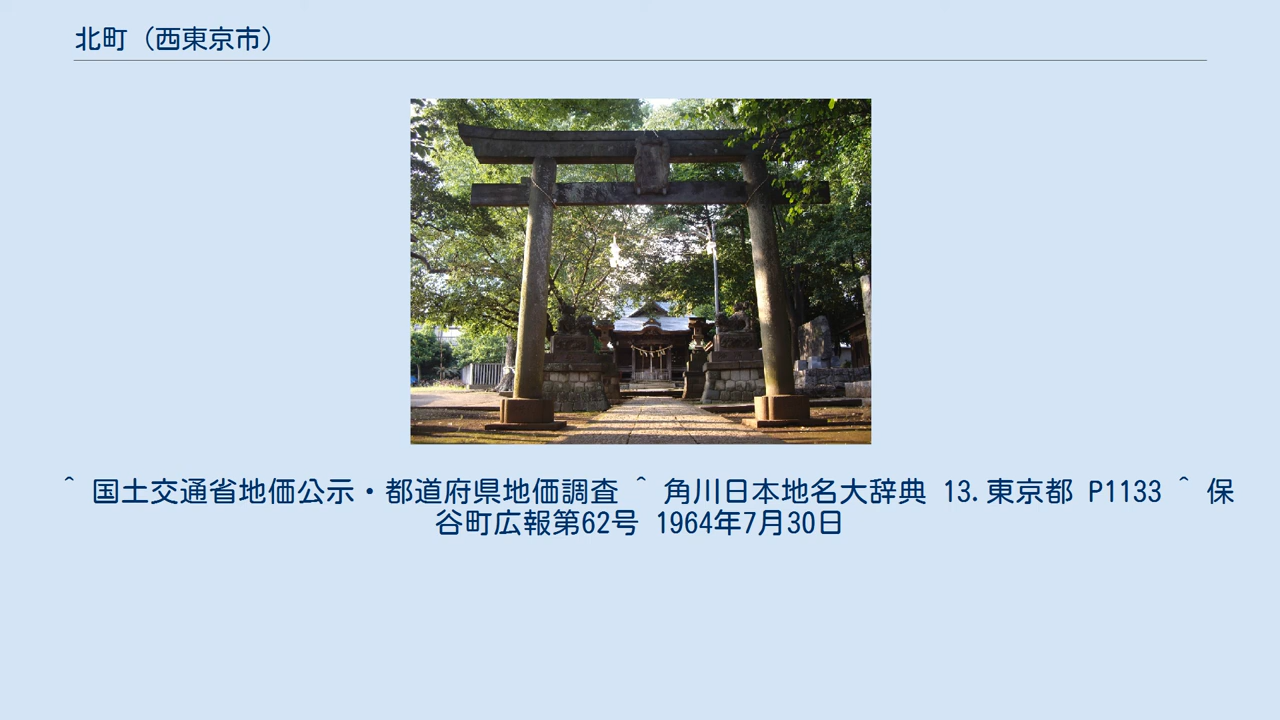 北町（西東京市）
^ 国土交通省地価公示・都道府県地価調査 ^ 角川日本地名大辞典 13.東京都 P1133 ^ 保
谷町広報第62号 1964年7月30日